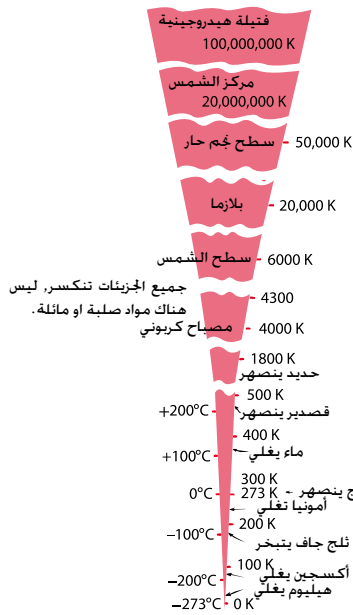 فتيلة هيدروجينية
100,000,000 K
مركز الشمس
20,000,000 K
سطح نجم حار
50,000 K
بلازما
20,000 K
سطح الشمس
6000 K
جميع الجزيئات تنكسر, ليس
هناك مواد صلبة او مائلة.
4300
مصباح كربوني
4000 K
1800 K
حديد ينصهر
500 K
+200°C
قصدير ينصهر
400 K
ماء يغلي
+100°C
300 K
0°C
273 K
ج ينصهر
أمونيا تغلي
200 K
–100°C
ثلج جاف يتبخر
100 K
أكسجين يغلي
–200°C
هيليوم يغلي
–273°C
0 K